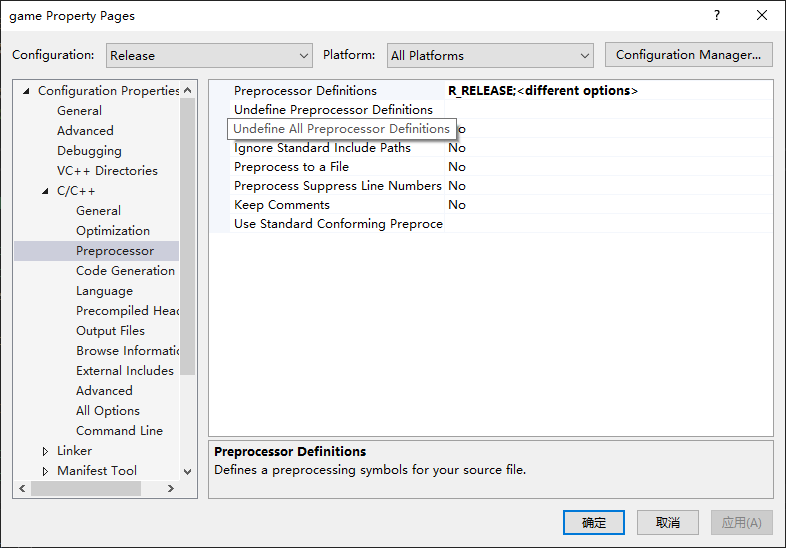 game Property Pages
? 
Configuration: Release Platform: All Platforms Configuration Manager...
Configuration Properties
General
Advanced
Debugging
VC++ Directories
C/C++
General
Optimization
Preprocessor
Code Generation
Language
Precompiled Head
Output Files
Browse Informatic
External Includes
Advanced
All Options
Command Line
Linker
Manifest Tool
Preprocessor Definitions R_RELEASE;<different options>
Undefine Preprocessor Definitions
Undefine All Preprocessor Definitions No
Ignore Standard Include Paths No
Preprocess to a File No
Preprocess Suppress Line Numbers No
Keep Comments No
Use Standard Conforming Preproce
Preprocessor Definitions
Defines a preprocessing symbols for your source file.
确定 取消 应用(A)